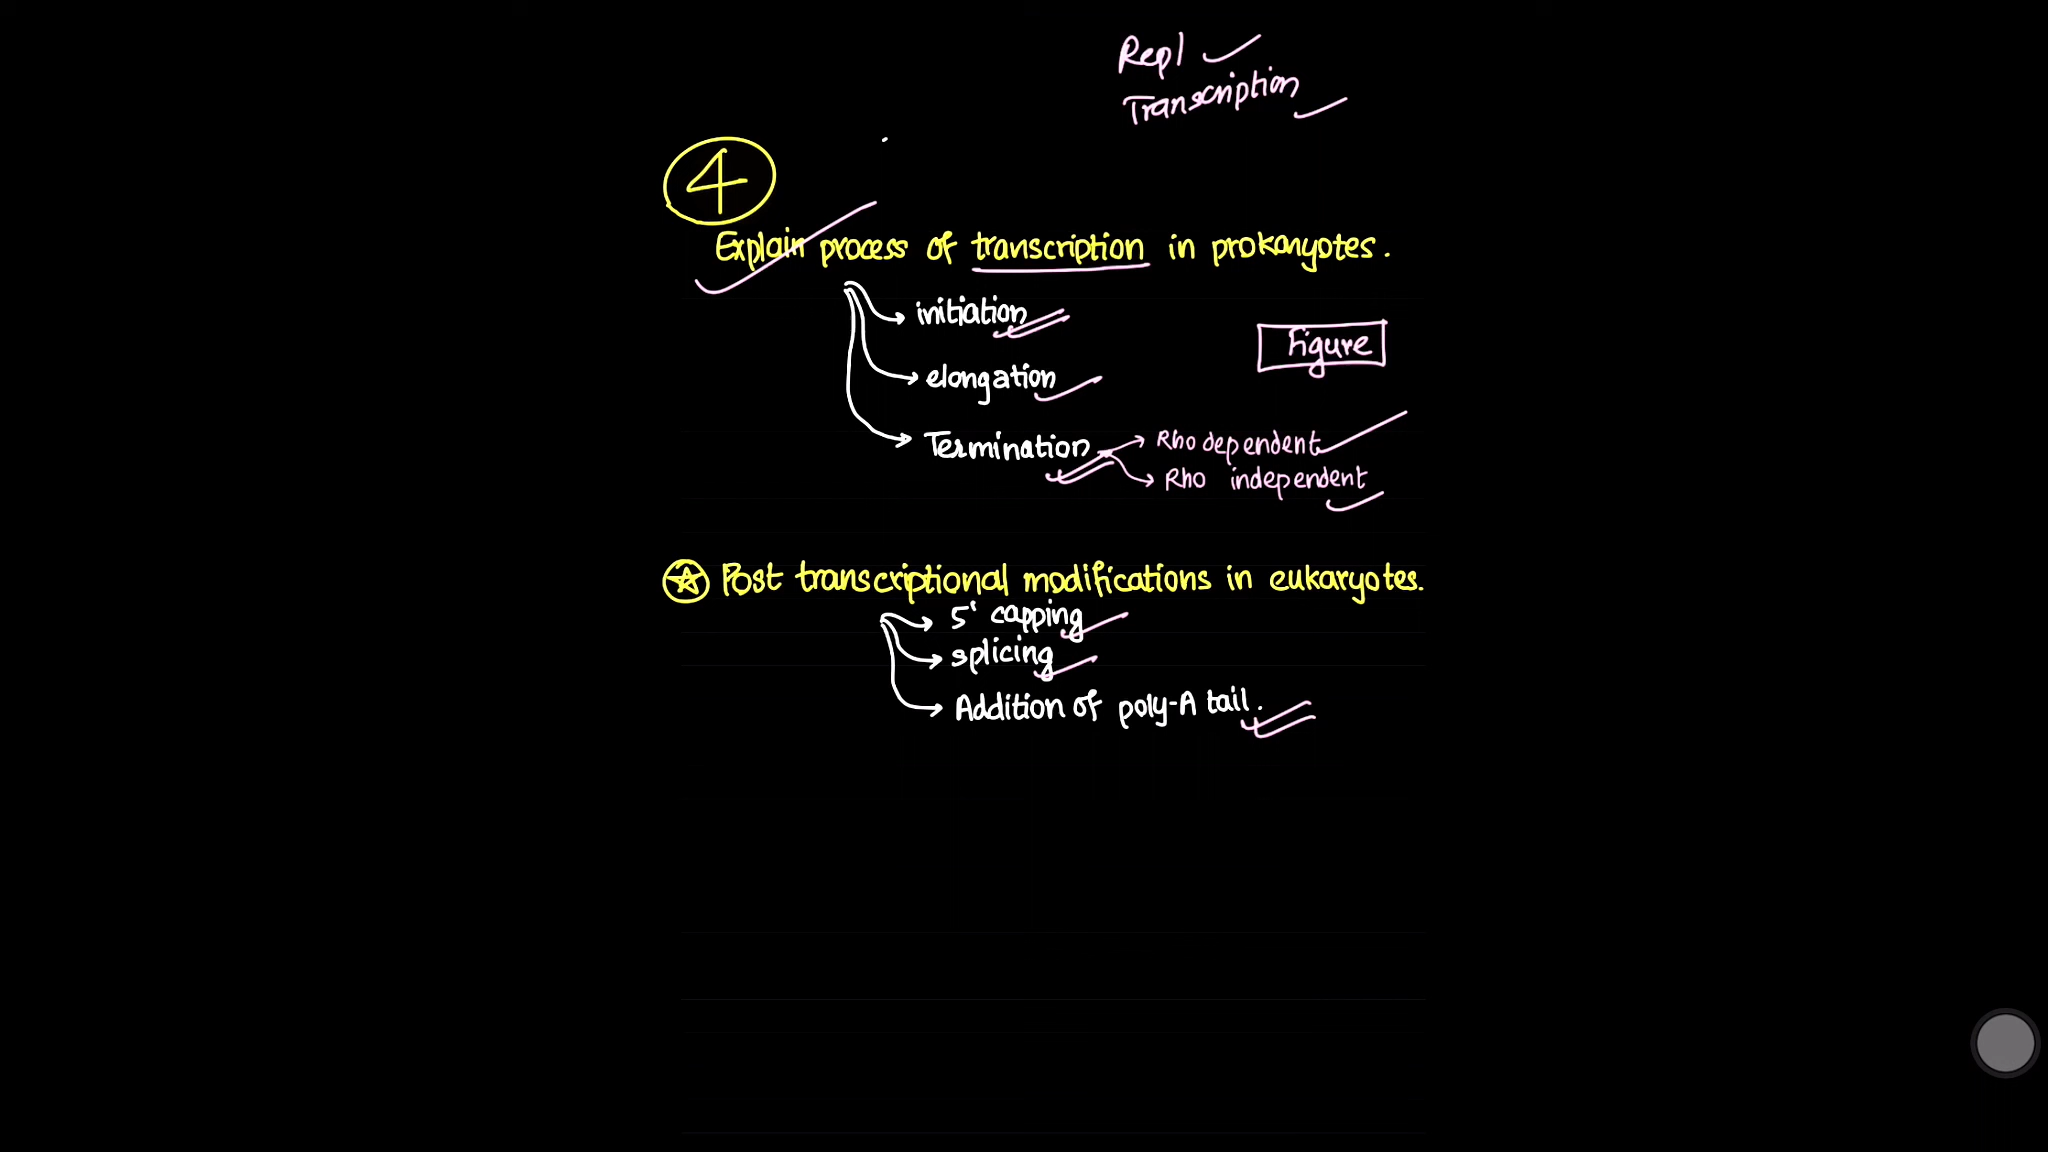 Repl
Transcription
4
Explain process of transcription in prokaryotes.
initiation
Figure
elongation
Termination
Rho dependent
Rho independent
Post transcriptional modifications in eukaryotes.
5' capping
splicing
Addition of poly-A tail.